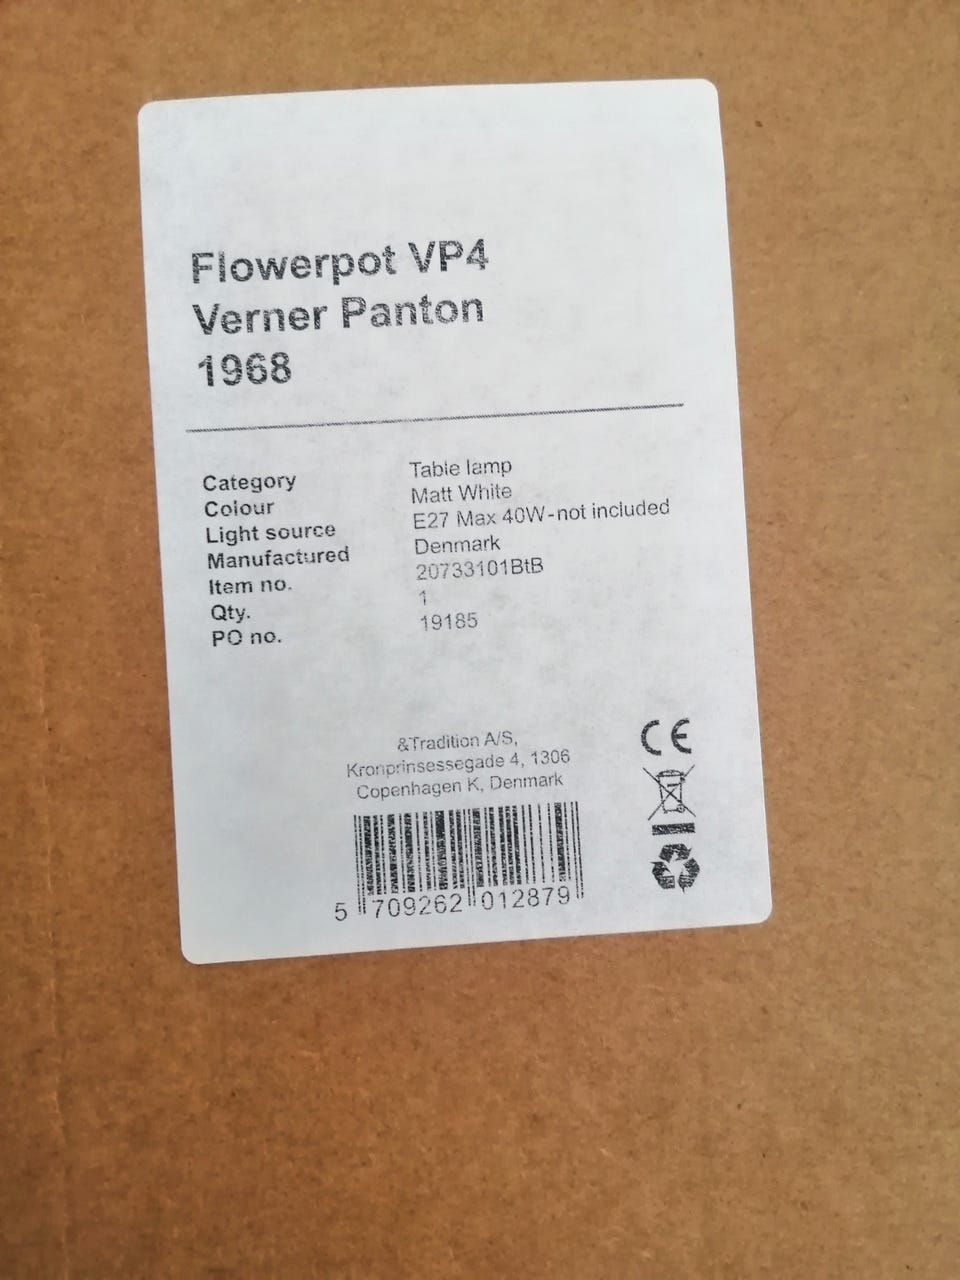 Flowerpot VP4
Verner Panton
1968
Category Table lamp
Colour Matt White
Light source E27 Max 40W-not included
Manufactured Denmark
Item no. 20733101BtB
Qty. 1
PO no. 19185
&Tradition A/S,
Kronprinsessegade 4, 1306
Copenhagen K, Denmark
CE
5 709262 012879